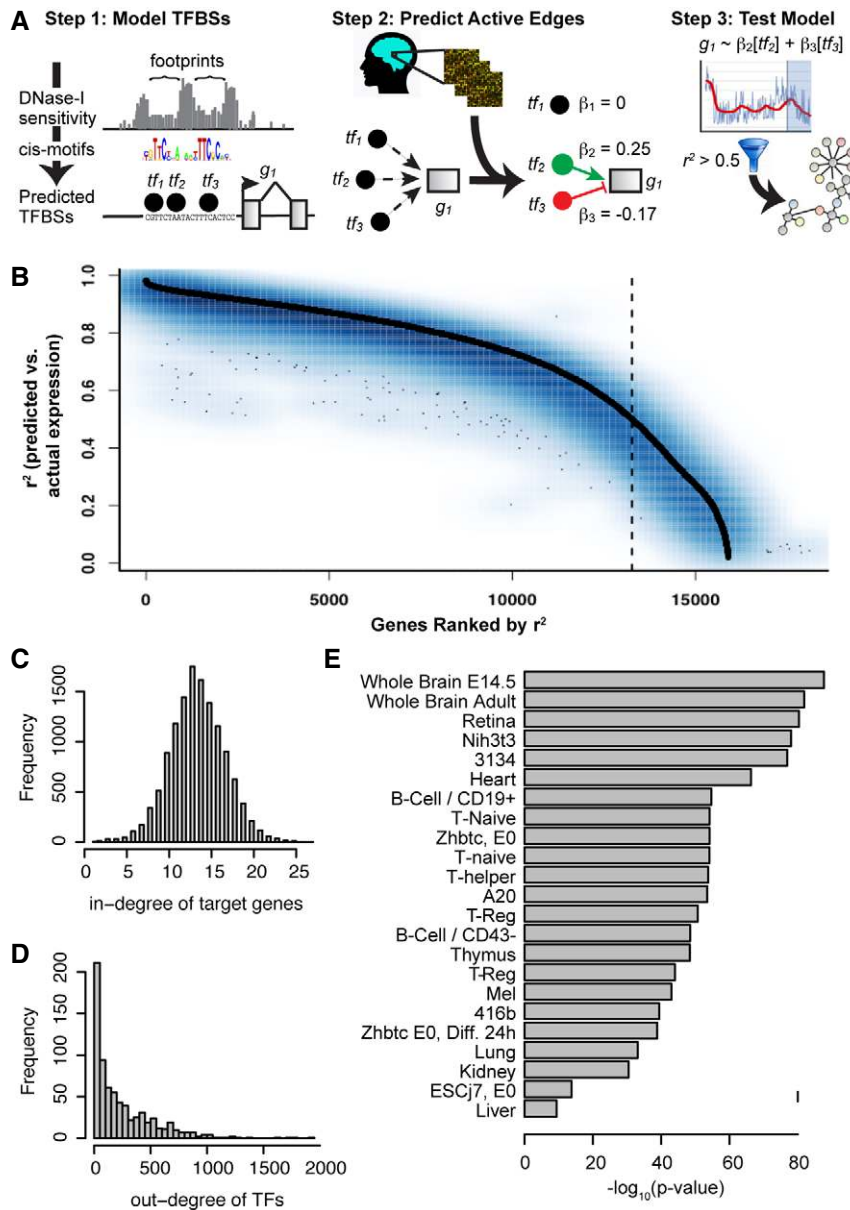 A
Step 1: Model TFBSs
Step 2: Predict Active Edges
Step 3: Test Model
footprints
DNase-I
sensitivity
cis-motifs
Predicted
TFBSs
tf1 tf2 tf3
g1
CGTTCTAATACTTTCACTCC
tf1
tf2
tf3
g1
tf1
β1 = 0
β2 = 0.25
tf2
g1
tf3
β3 = -0.17
g1 ~ β2[tf2] + β3[tf3]
r² > 0.5
B
r² (predicted vs.
actual expression)
1.0
0.8
0.6
0.4
0.2
0.0
0 5000 10000 15000
Genes Ranked by r²
C
Frequency
1500
1000
500
0
0 5 10 15 20 25
in-degree of target genes
D
Frequency
200
150
100
50
0
0 500 1000 1500 2000
out-degree of TFs
E
Whole Brain E14.5
Whole Brain Adult
Retina
Nih3t3
3134
Heart
B-Cell / CD19+
T-Naive
Zhbtc, E0
T-naive
T-helper
A20
T-Reg
B-Cell / CD43-
Thymus
T-Reg
Mel
416b
Zhbtc E0, Diff. 24h
Lung
Kidney
ESCj7, E0
Liver
0 20 40 60 80
-log10(p-value)